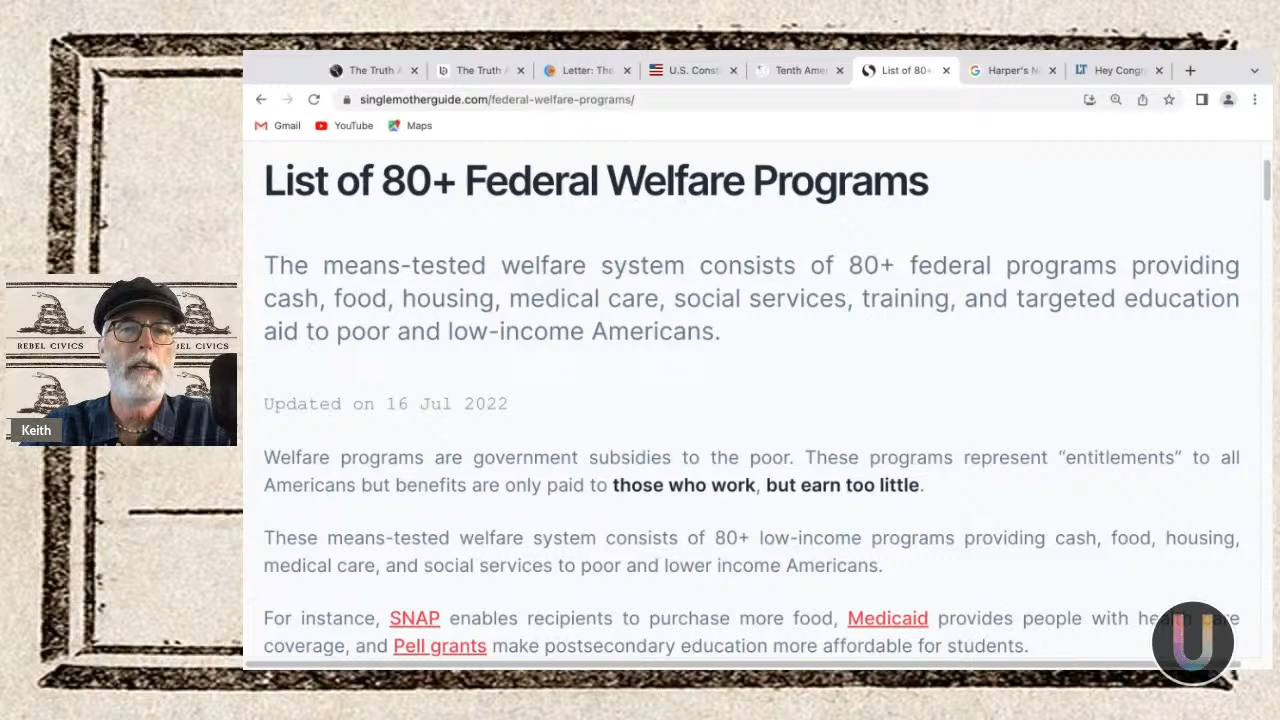 The Truth A
The Truth A
Letter: The
U.S. Const
Tenth Ame
List of 80+
Harper's N
Hey Congr
singlemotherguide.com/federal-welfare-programs/
Gmail
YouTube
Maps
List of 80+ Federal Welfare Programs
The means-tested welfare system consists of 80+ federal programs providing
cash, food, housing, medical care, social services, training, and targeted education
aid to poor and low-income Americans.
Updated on 16 Jul 2022
Welfare programs are government subsidies to the poor. These programs represent “entitlements” to all
Americans but benefits are only paid to those who work, but earn too little.
These means-tested welfare system consists of 80+ low-income programs providing cash, food, housing,
medical care, and social services to poor and lower income Americans.
For instance, SNAP enables recipients to purchase more food, Medicaid provides people with health care
coverage, and Pell grants make postsecondary education more affordable for students.
REBEL CIVICS
BEL CIVICS
Keith
U